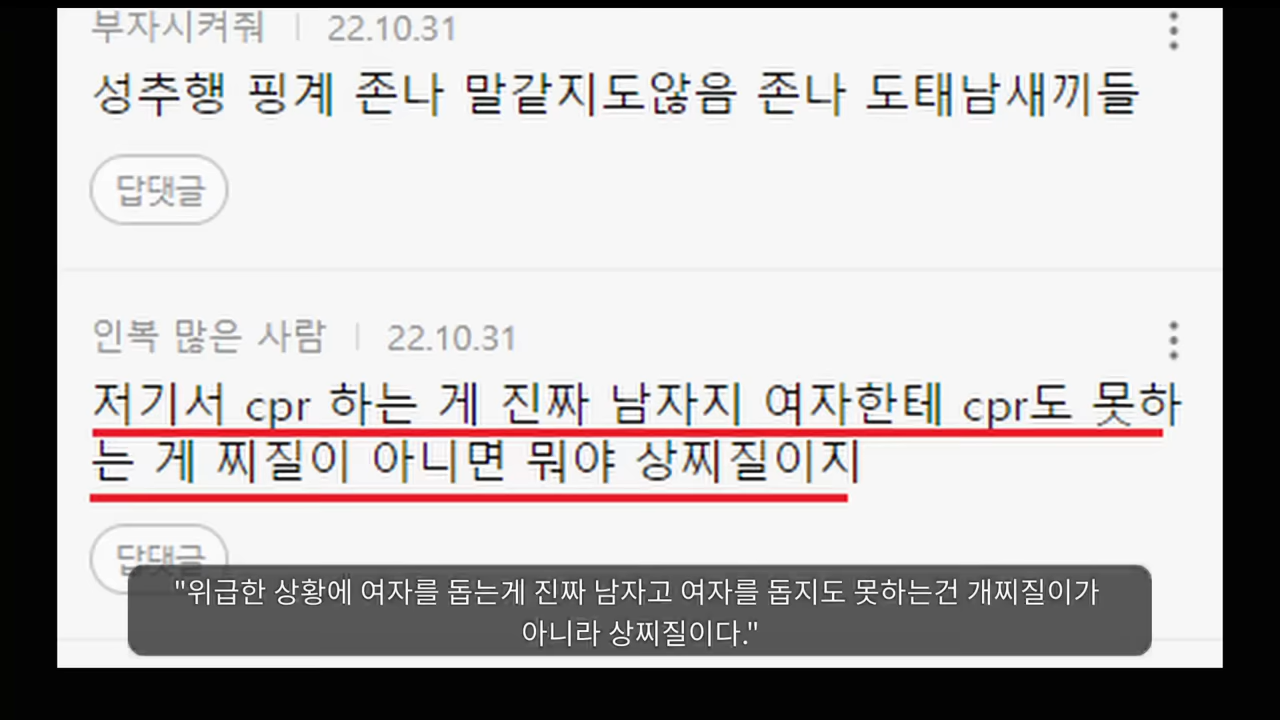 부자시켜줘 | 22.10.31
성추행 핑계 존나 말같지도않음 존나 도태남새끼들
답댓글
인복 많은 사람 | 22.10.31
저기서 cpr 하는 게 진짜 남자지 여자한테 cpr도 못하
는 게 찌질이 아니면 뭐야 상찌질이지
답댓글
"위급한 상황에 여자를 돕는게 진짜 남자고 여자를 돕지도 못하는건 개찌질이가
아니라 상찌질이다."